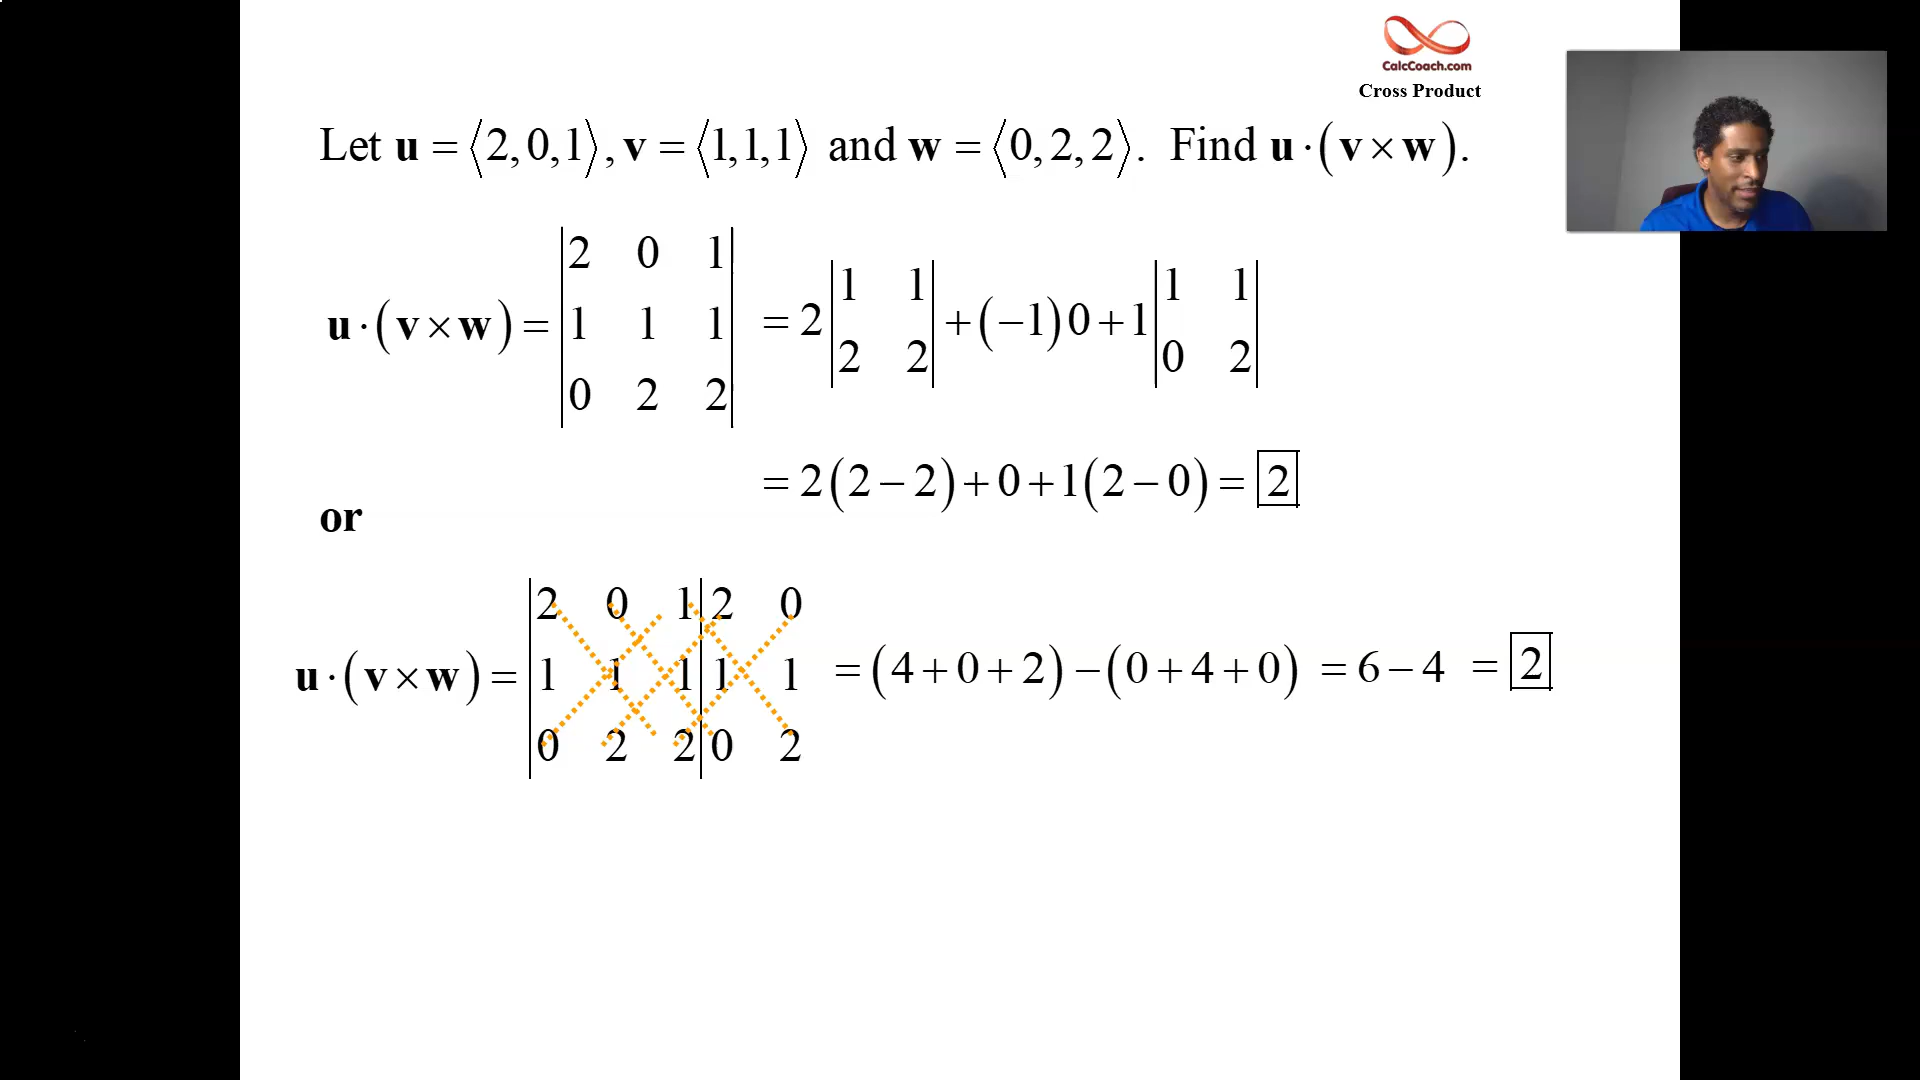 CalcCoach.com
Cross Product
Let u = ⟨2,0,1⟩, v = ⟨1,1,1⟩ and w = ⟨0,2,2⟩. Find u·(v×w).
u·(v×w) = |2 0 1; 1 1 1; 0 2 2| = 2|1 1; 2 2| + (−1)0 + 1|1 1; 0 2|
= 2(2−2)+0+1(2−0) = 2
or
u·(v×w) = |2 0 1; 1 1 1; 0 2 2| 2 0; 1 1; 0 2 = (4+0+2)−(0+4+0) = 6−4 = 2